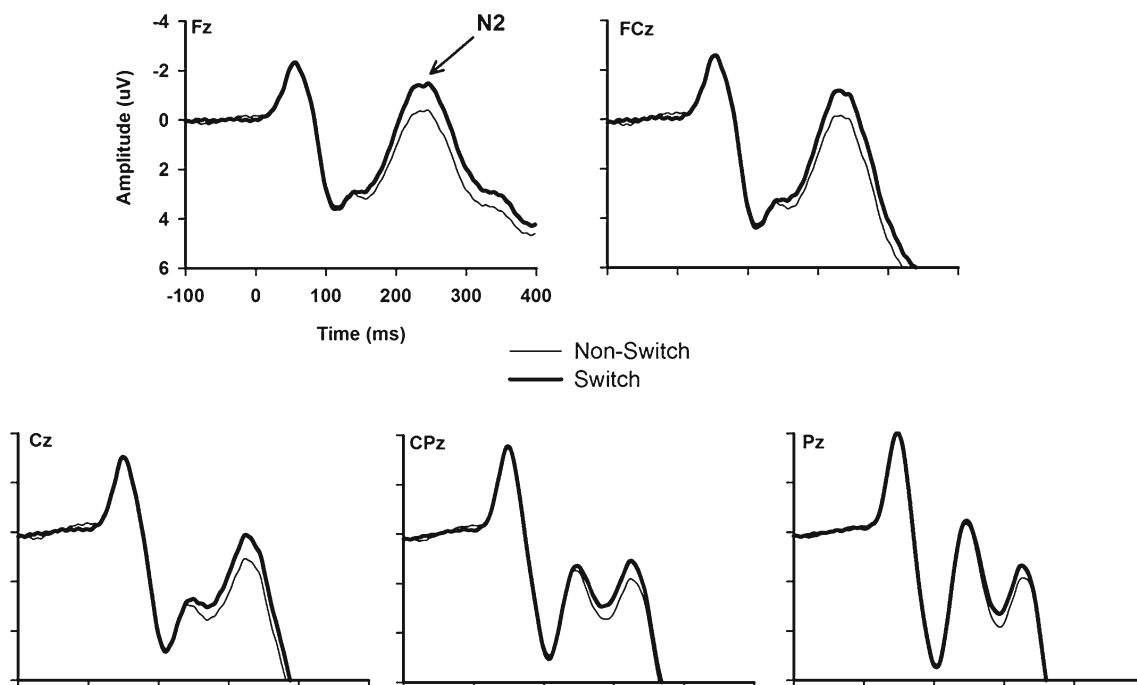 Fz
N2
FCz
-4
-2
0
2
4
6
Amplitude (uV)
-100 0 100 200 300 400
Time (ms)
Non-Switch
Switch
Cz
CPz
Pz